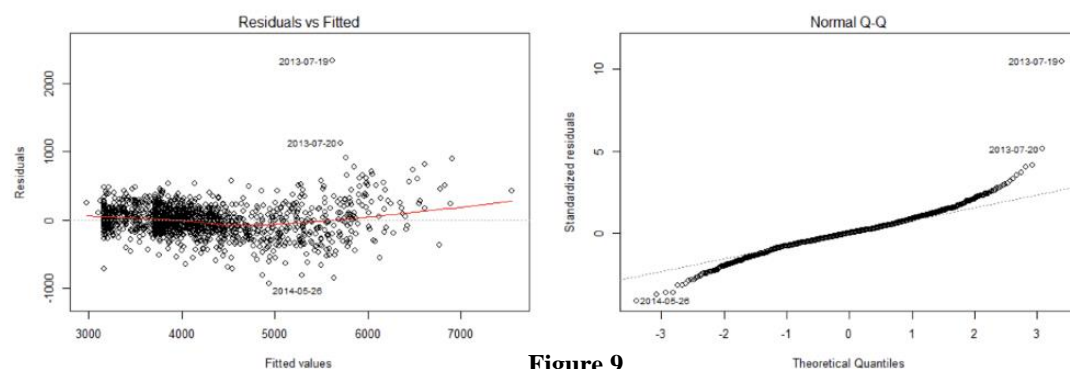 Residuals vs Fitted
Residuals
2000
1000
0
-1000
2013-07-19
2013-07-20
2014-05-26
3000 4000 5000 6000 7000
Fitted values
Normal Q-Q
Standardized residuals
10
5
0
2013-07-19
2013-07-20
2014-05-26
-3 -2 -1 0 1 2 3
Theoretical Quantiles
Figure 9